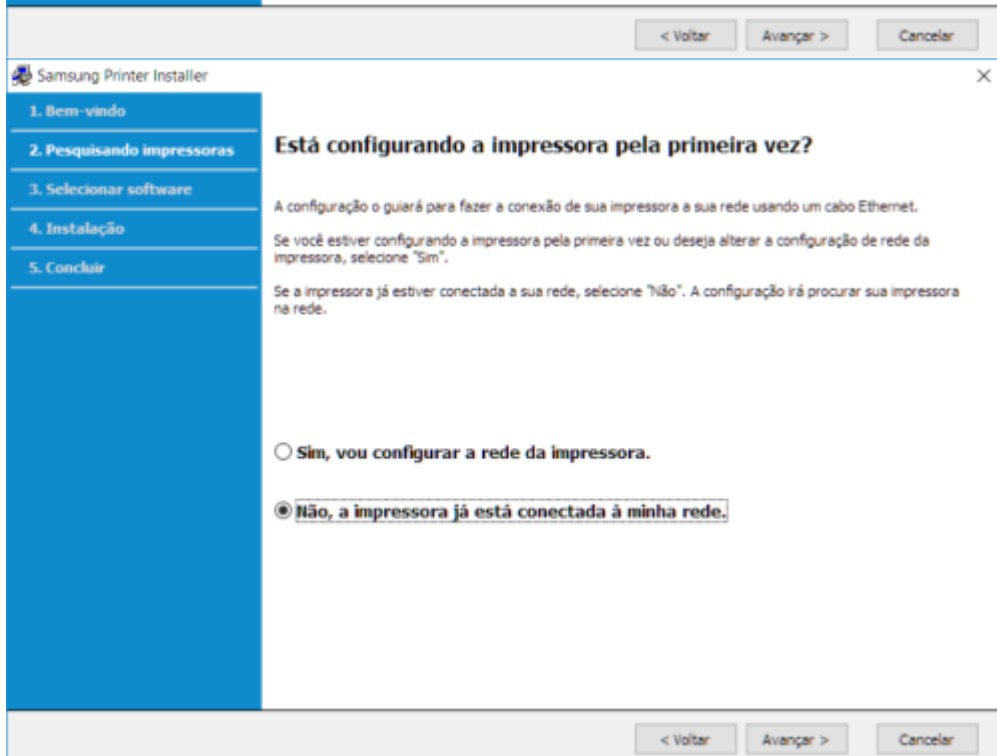 < Voltar Avançar > Cancelar
Samsung Printer Installer
1. Bem-vindo
2. Pesquisando impressoras
3. Selecionar software
4. Instalação
5. Concluir
Está configurando a impressora pela primeira vez?
A configuração o guiará para fazer a conexão de sua impressora a sua rede usando um cabo Ethernet.
Se você estiver configurando a impressora pela primeira vez ou deseja alterar a configuração de rede da
impressora, selecione "Sim".
Se a impressora já estiver conectada a sua rede, selecione "Não". A configuração irá procurar sua impressora
na rede.
Sim, vou configurar a rede da impressora.
Não, a impressora já está conectada à minha rede.
< Voltar Avançar > Cancelar